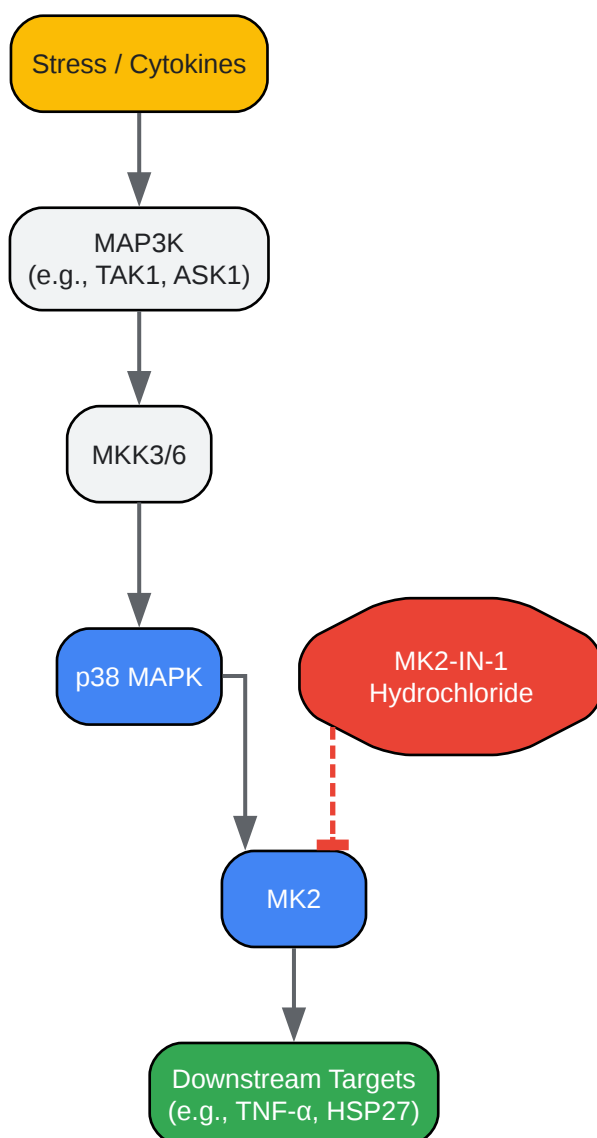 Stress / Cytokines
MAP3K
(e.g., TAK1, ASK1)
MKK3/6
p38 MAPK
MK2-IN-1
Hydrochloride
MK2
Downstream Targets
(e.g., TNF-α, HSP27)